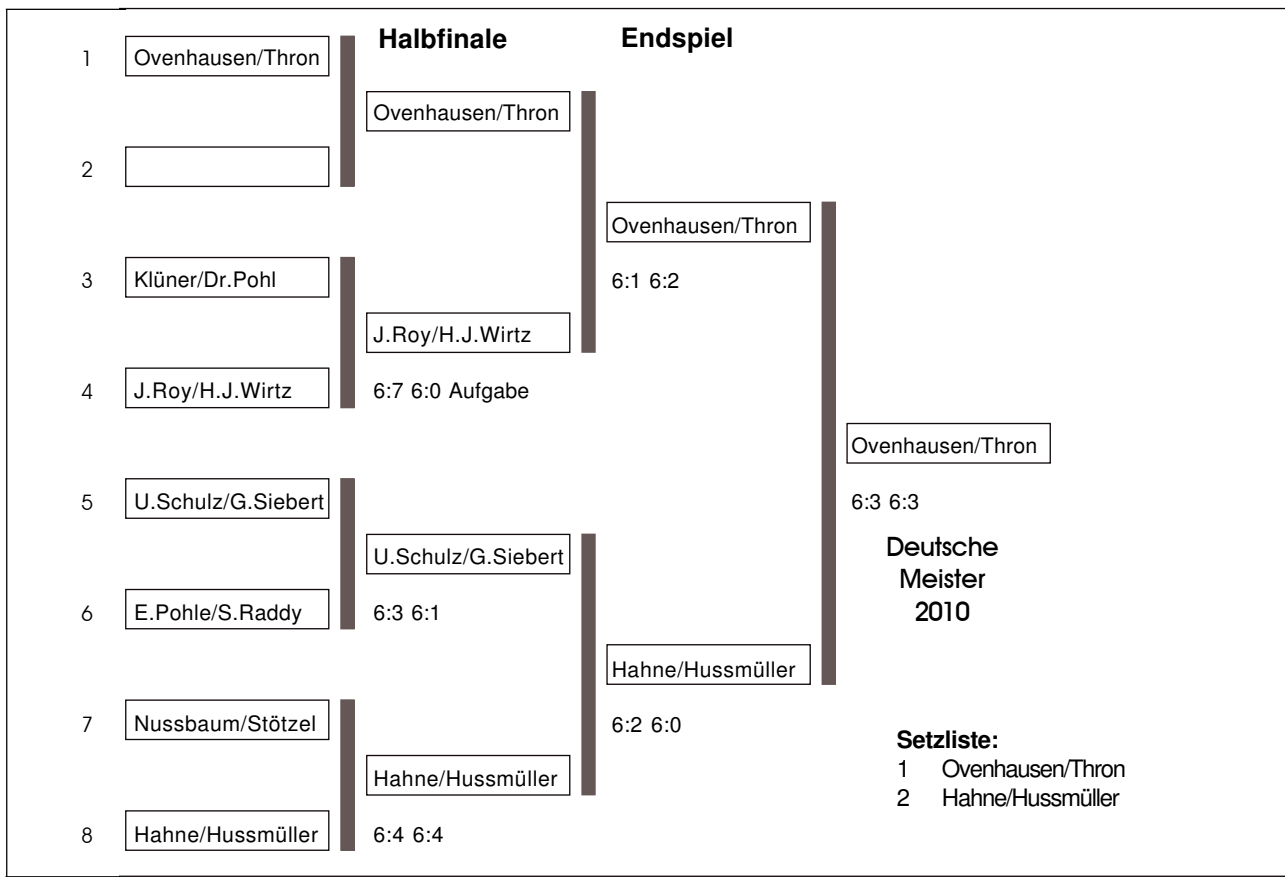 Halbfinale Endspiel
1 Ovenhausen/Thron
Ovenhausen/Thron
2
Ovenhausen/Thron
3 Klüner/Dr.Pohl 6:1 6:2
J.Roy/H.J.Wirtz
4 J.Roy/H.J.Wirtz 6:7 6:0 Aufgabe
Ovenhausen/Thron
5 U.Schulz/G.Siebert 6:3 6:3
U.Schulz/G.Siebert Deutsche
Meister
6 E.Pohle/S.Raddy 6:3 6:1 2010
Hahne/Hussmüller
7 Nussbaum/Stötzel 6:2 6:0
Setzliste:
Hahne/Hussmüller 1 Ovenhausen/Thron
2 Hahne/Hussmüller
8 Hahne/Hussmüller 6:4 6:4